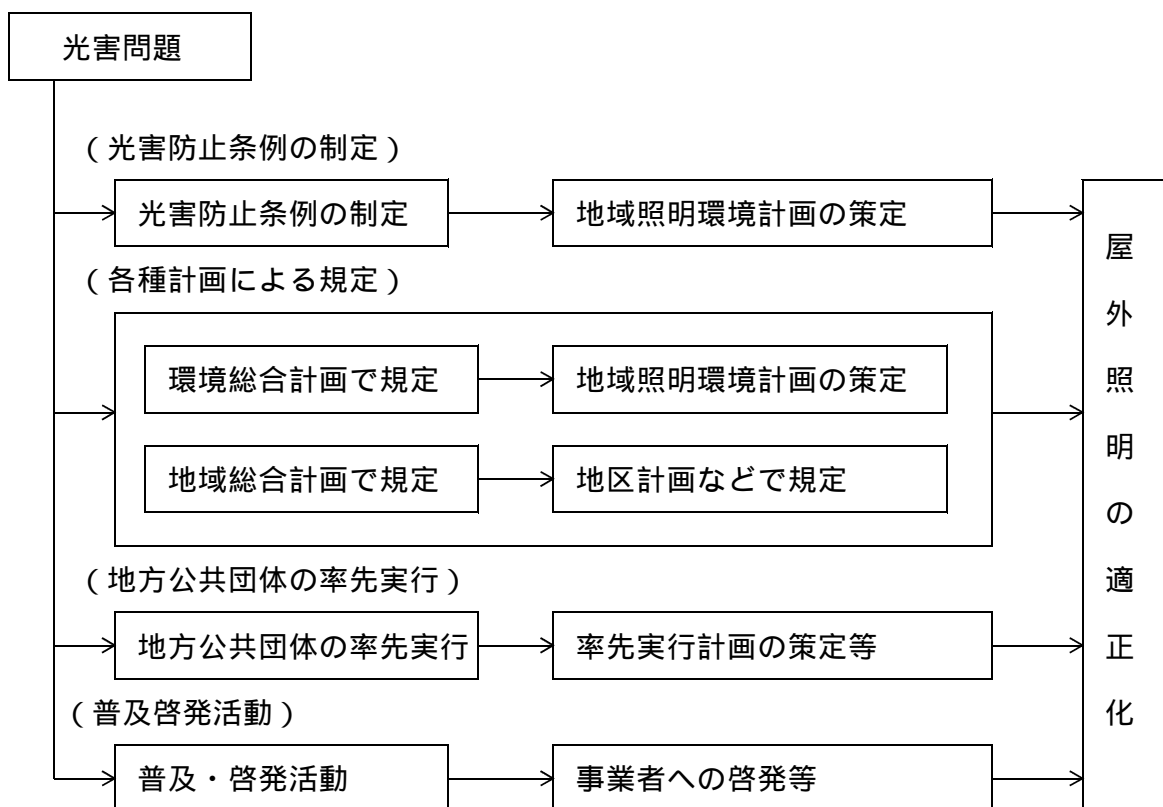 光害問題
(光害防止条例の制定)
光害防止条例の制定
地域照明環境計画の策定
(各種計画による規定)
環境総合計画で規定
地域照明環境計画の策定
地域総合計画で規定
地区計画などで規定
(地方公共団体の率先実行)
地方公共団体の率先実行
率先実行計画の策定等
(普及啓発活動)
普及・啓発活動
事業者への啓発等
屋外照明の適正化